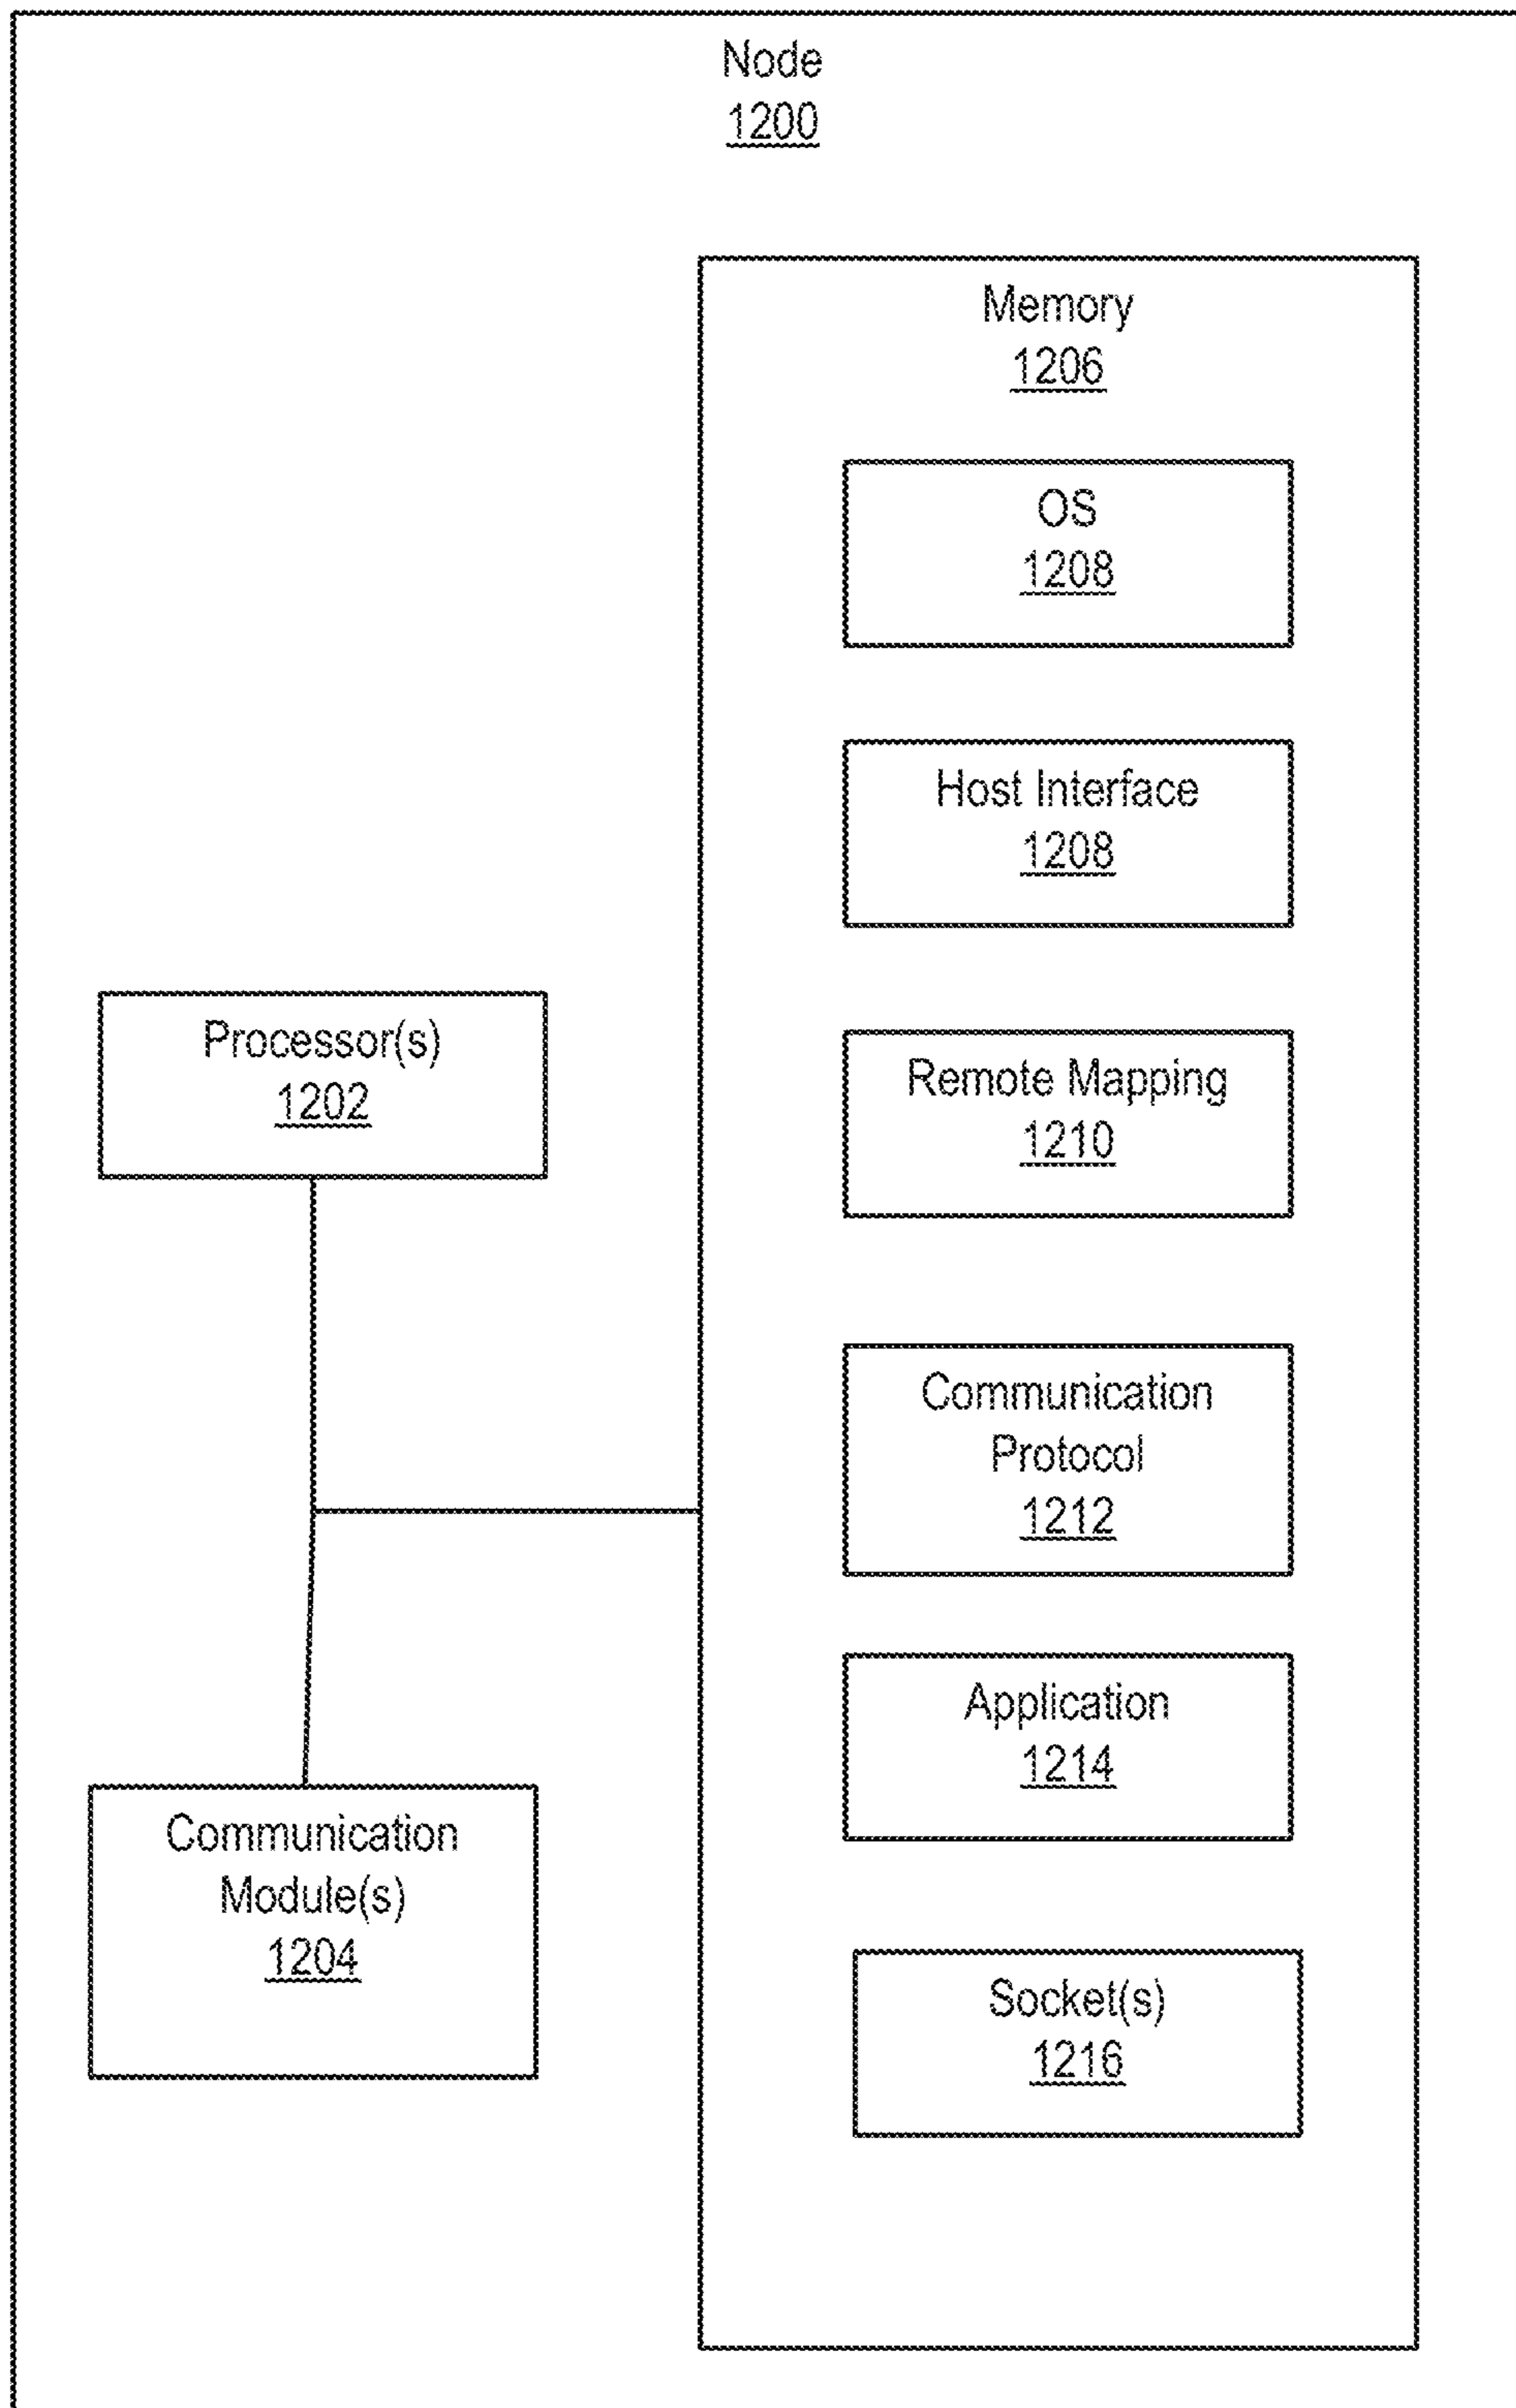 Node
1200
Memory
1206
OS
1208
Host Interface
1208
Processor(s)
1202
Remote Mapping
1210
Communication
Protocol
1212
Application
1214
Communication
Module(s)
1204
Socket(s)
1216